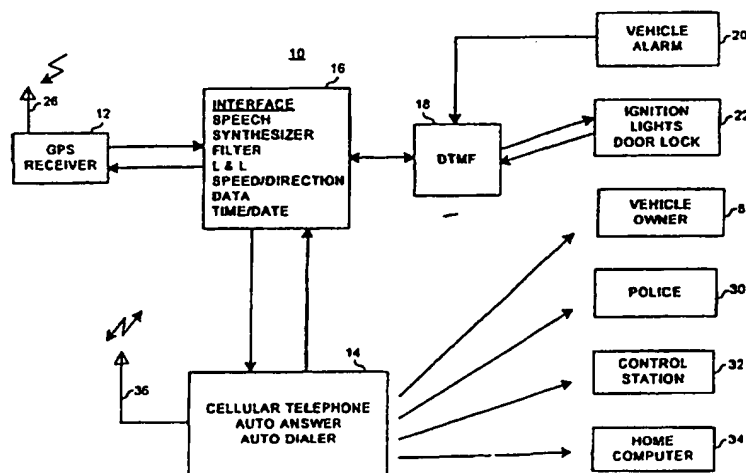 10
26
12
GPS
RECEIVER
16
INTERFACE
SPEECH
SYNTHESIZER
FILTER
L & L
SPEED/DIRECTION
DATA
TIME/DATE
18
DTMF
VEHICLE
ALARM
20
IGNITION
LIGHTS
DOOR LOCK
22
VEHICLE
OWNER
8
POLICE
30
CONTROL
STATION
32
HOME
COMPUTER
34
36
14
CELLULAR TELEPHONE
AUTO ANSWER
AUTO DIALER